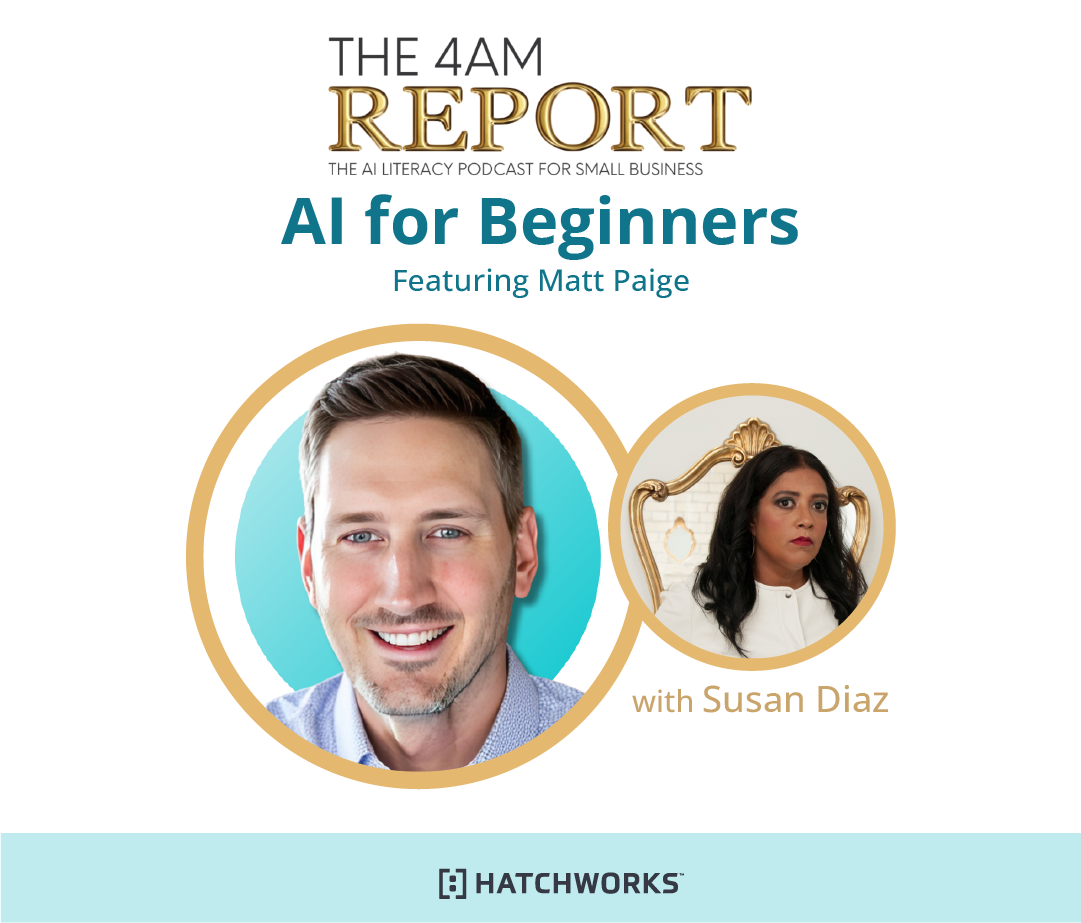 THE 4AM
REPORT
THE AI LITERACY PODCAST FOR SMALL BUSINESS
AI for Beginners
Featuring Matt Paige
with Susan Diaz
HATCHWORKS™